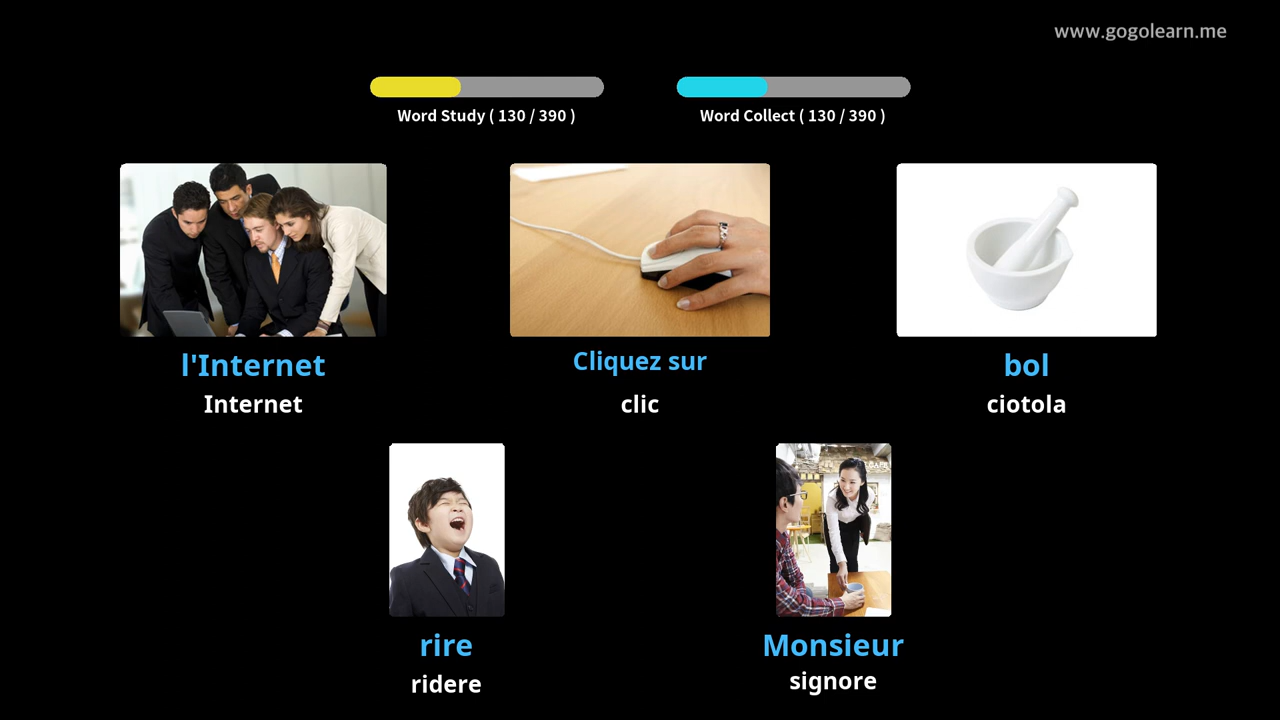 www.gogolearn.me
Word Study ( 130 / 390 )
Word Collect ( 130 / 390 )
l'Internet
Internet
Cliquez sur
clic
bol
ciotola
rire
ridere
Monsieur
signore